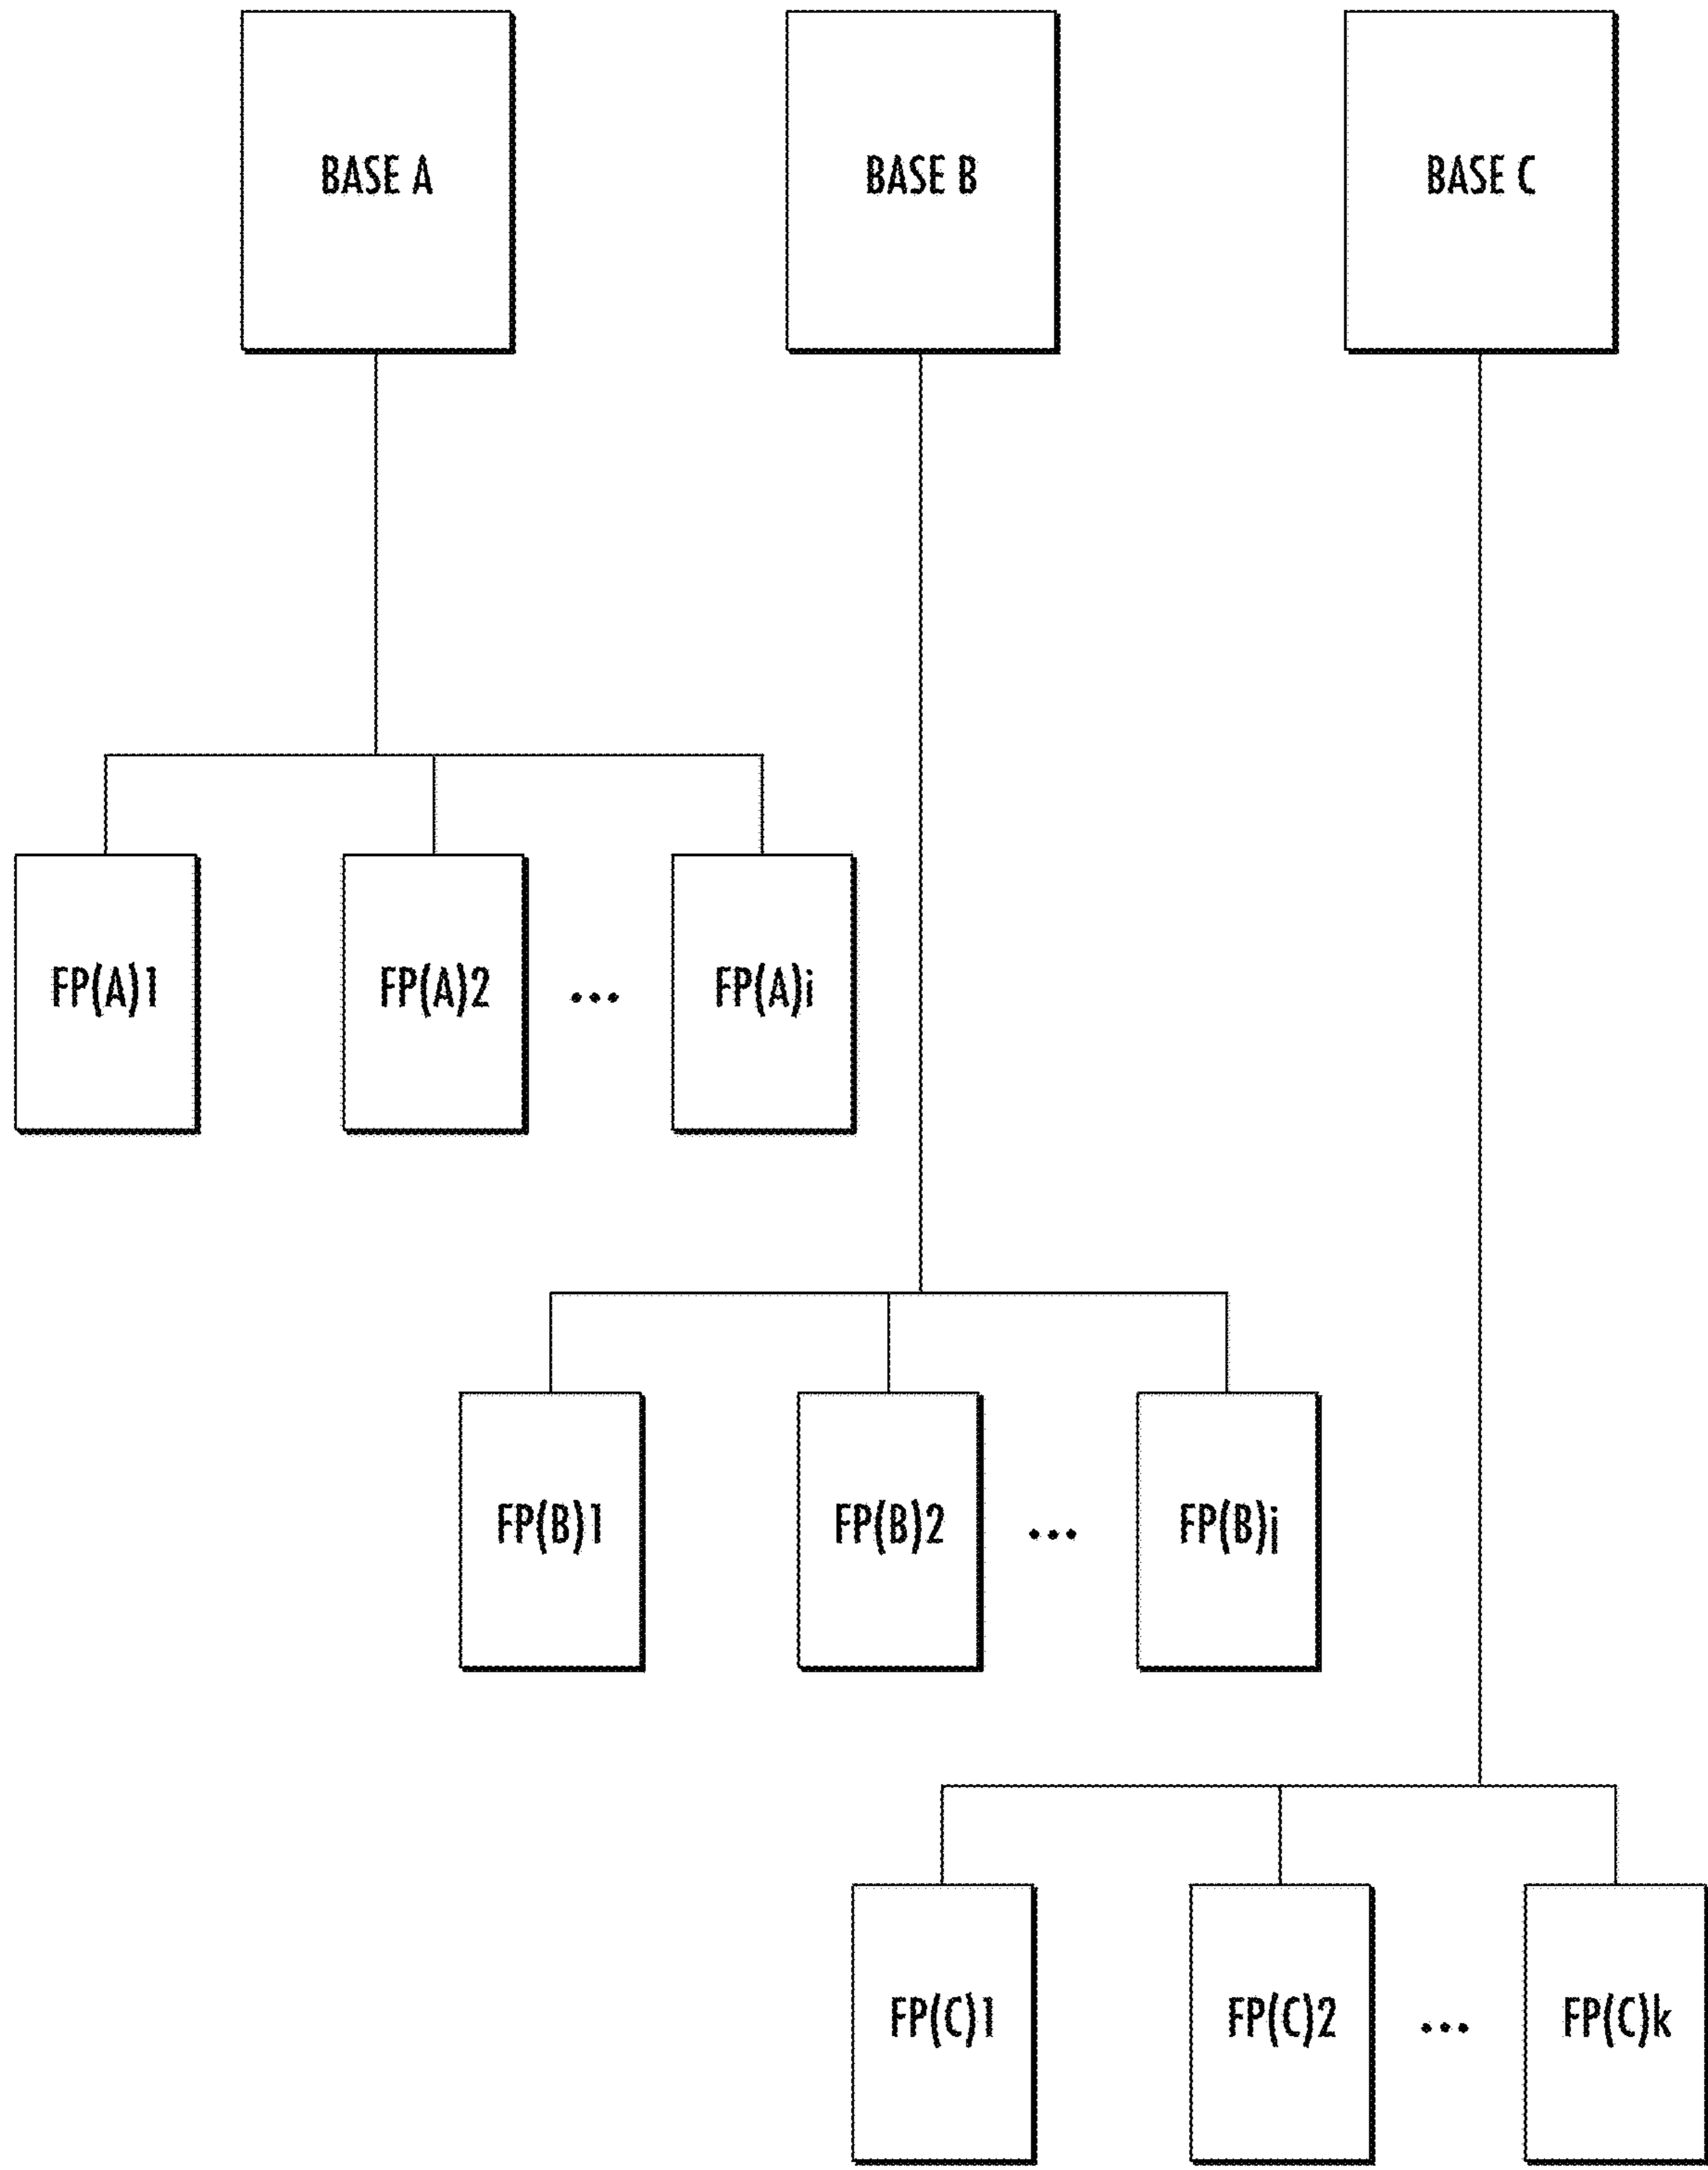 BASE A BASE B BASE C
FP(A)1 FP(A)2 ... FP(A)i
FP(B)1 FP(B)2 ... FP(B)j
FP(C)1 FP(C)2 ... FP(C)k